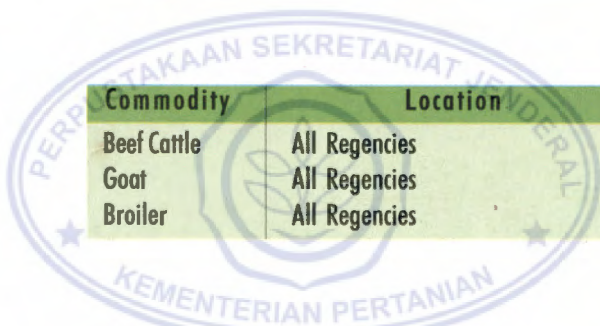 PERPUSTAKAAN SEKRETARIAT JENDERAL
Commodity Location
Beef Cattle All Regencies
Goat All Regencies
Broiler All Regencies
KEMENTERIAN PERTANIAN